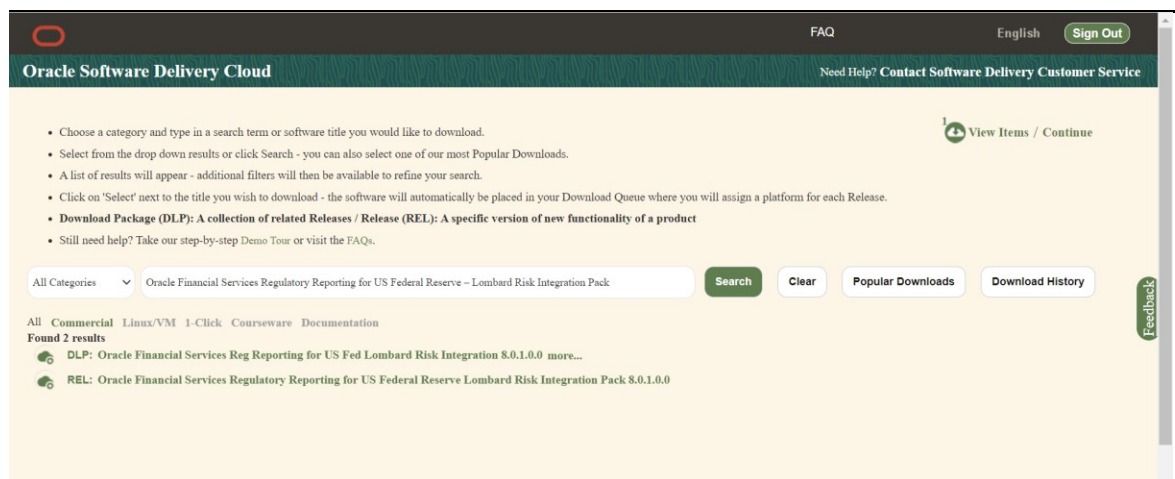 FAQ English Sign Out
Oracle Software Delivery Cloud Need Help? Contact Software Delivery Customer Service
1 View Items / Continue
• Choose a category and type in a search term or software title you would like to download.
• Select from the drop down results or click Search - you can also select one of our most Popular Downloads.
• A list of results will appear - additional filters will then be available to refine your search.
• Click on 'Select' next to the title you wish to download - the software will automatically be placed in your Download Queue where you will assign a platform for each Release.
• Download Package (DLP): A collection of related Releases / Release (REL): A specific version of new functionality of a product
• Still need help? Take our step-by-step Demo Tour or visit the FAQs.
All Categories Oracle Financial Services Regulatory Reporting for US Federal Reserve – Lombard Risk Integration Pack Search Clear Popular Downloads Download History
Feedback
All Commercial Linux/VM 1-Click Courseware Documentation
Found 2 results
DLP: Oracle Financial Services Reg Reporting for US Fed Lombard Risk Integration 8.0.1.0.0 more...
REL: Oracle Financial Services Regulatory Reporting for US Federal Reserve Lombard Risk Integration Pack 8.0.1.0.0